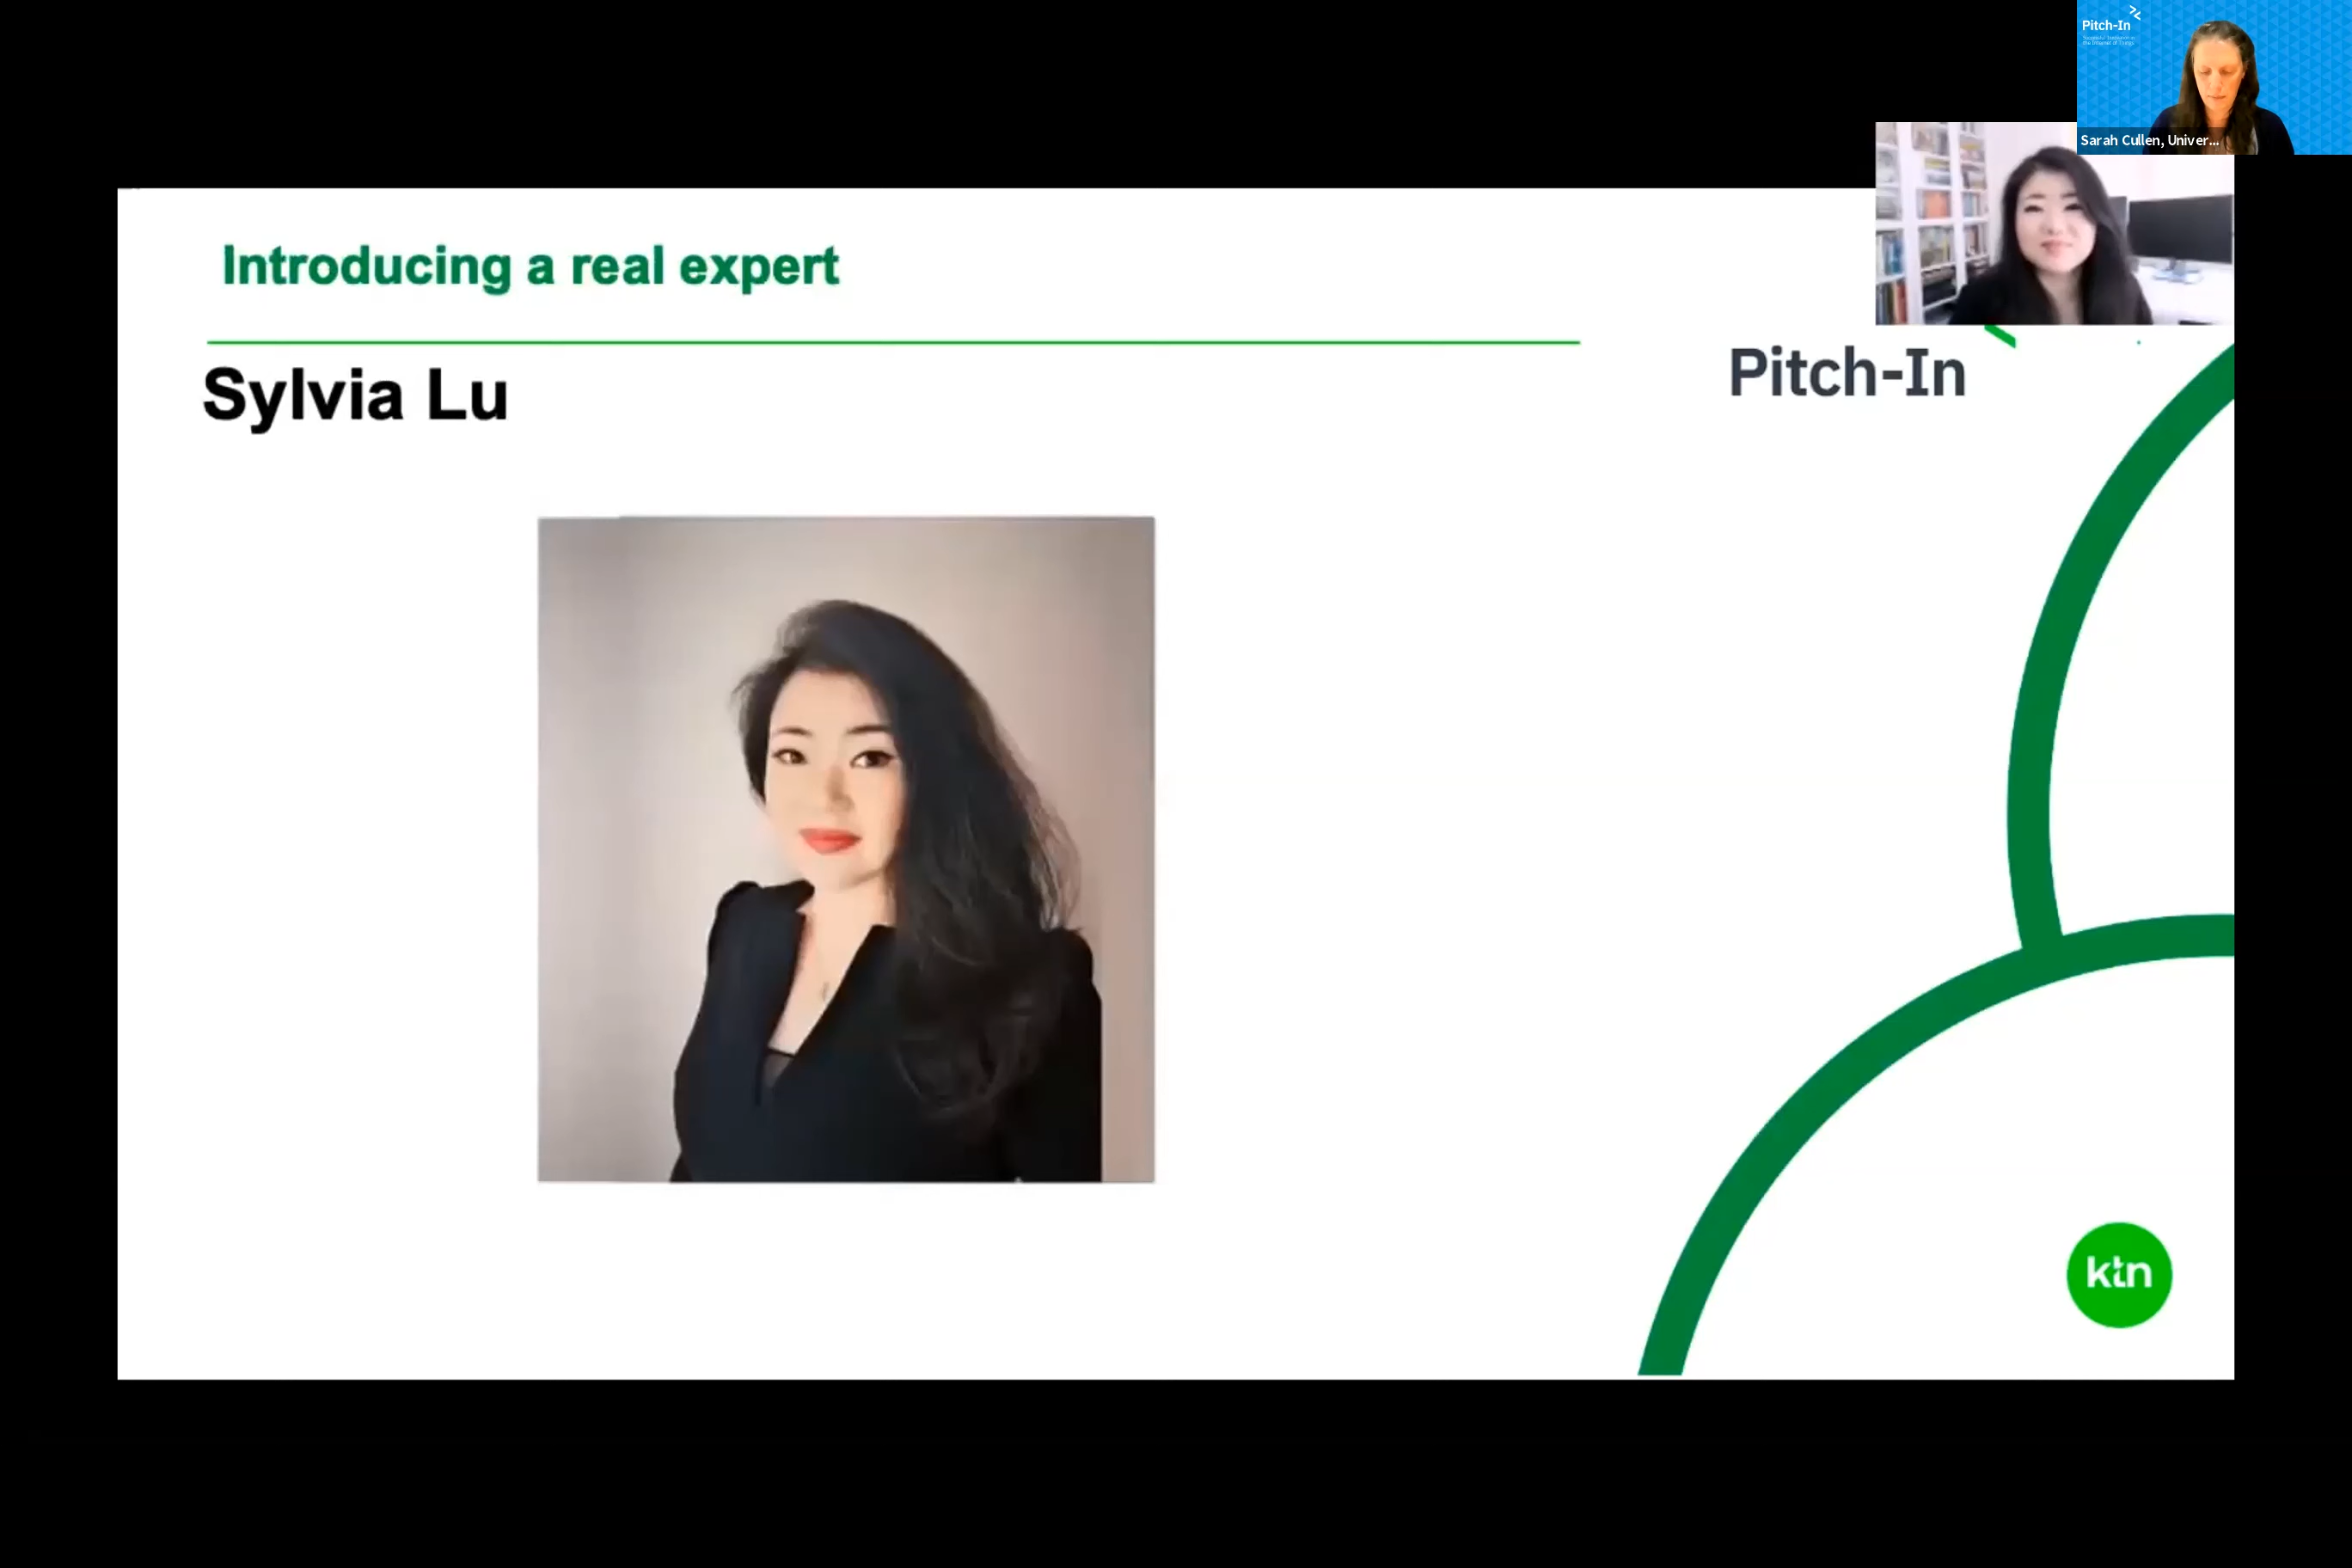 Pitch-In
Sarah Cullen, Univer...
Introducing a real expert
Sylvia Lu
Pitch-In
ktn